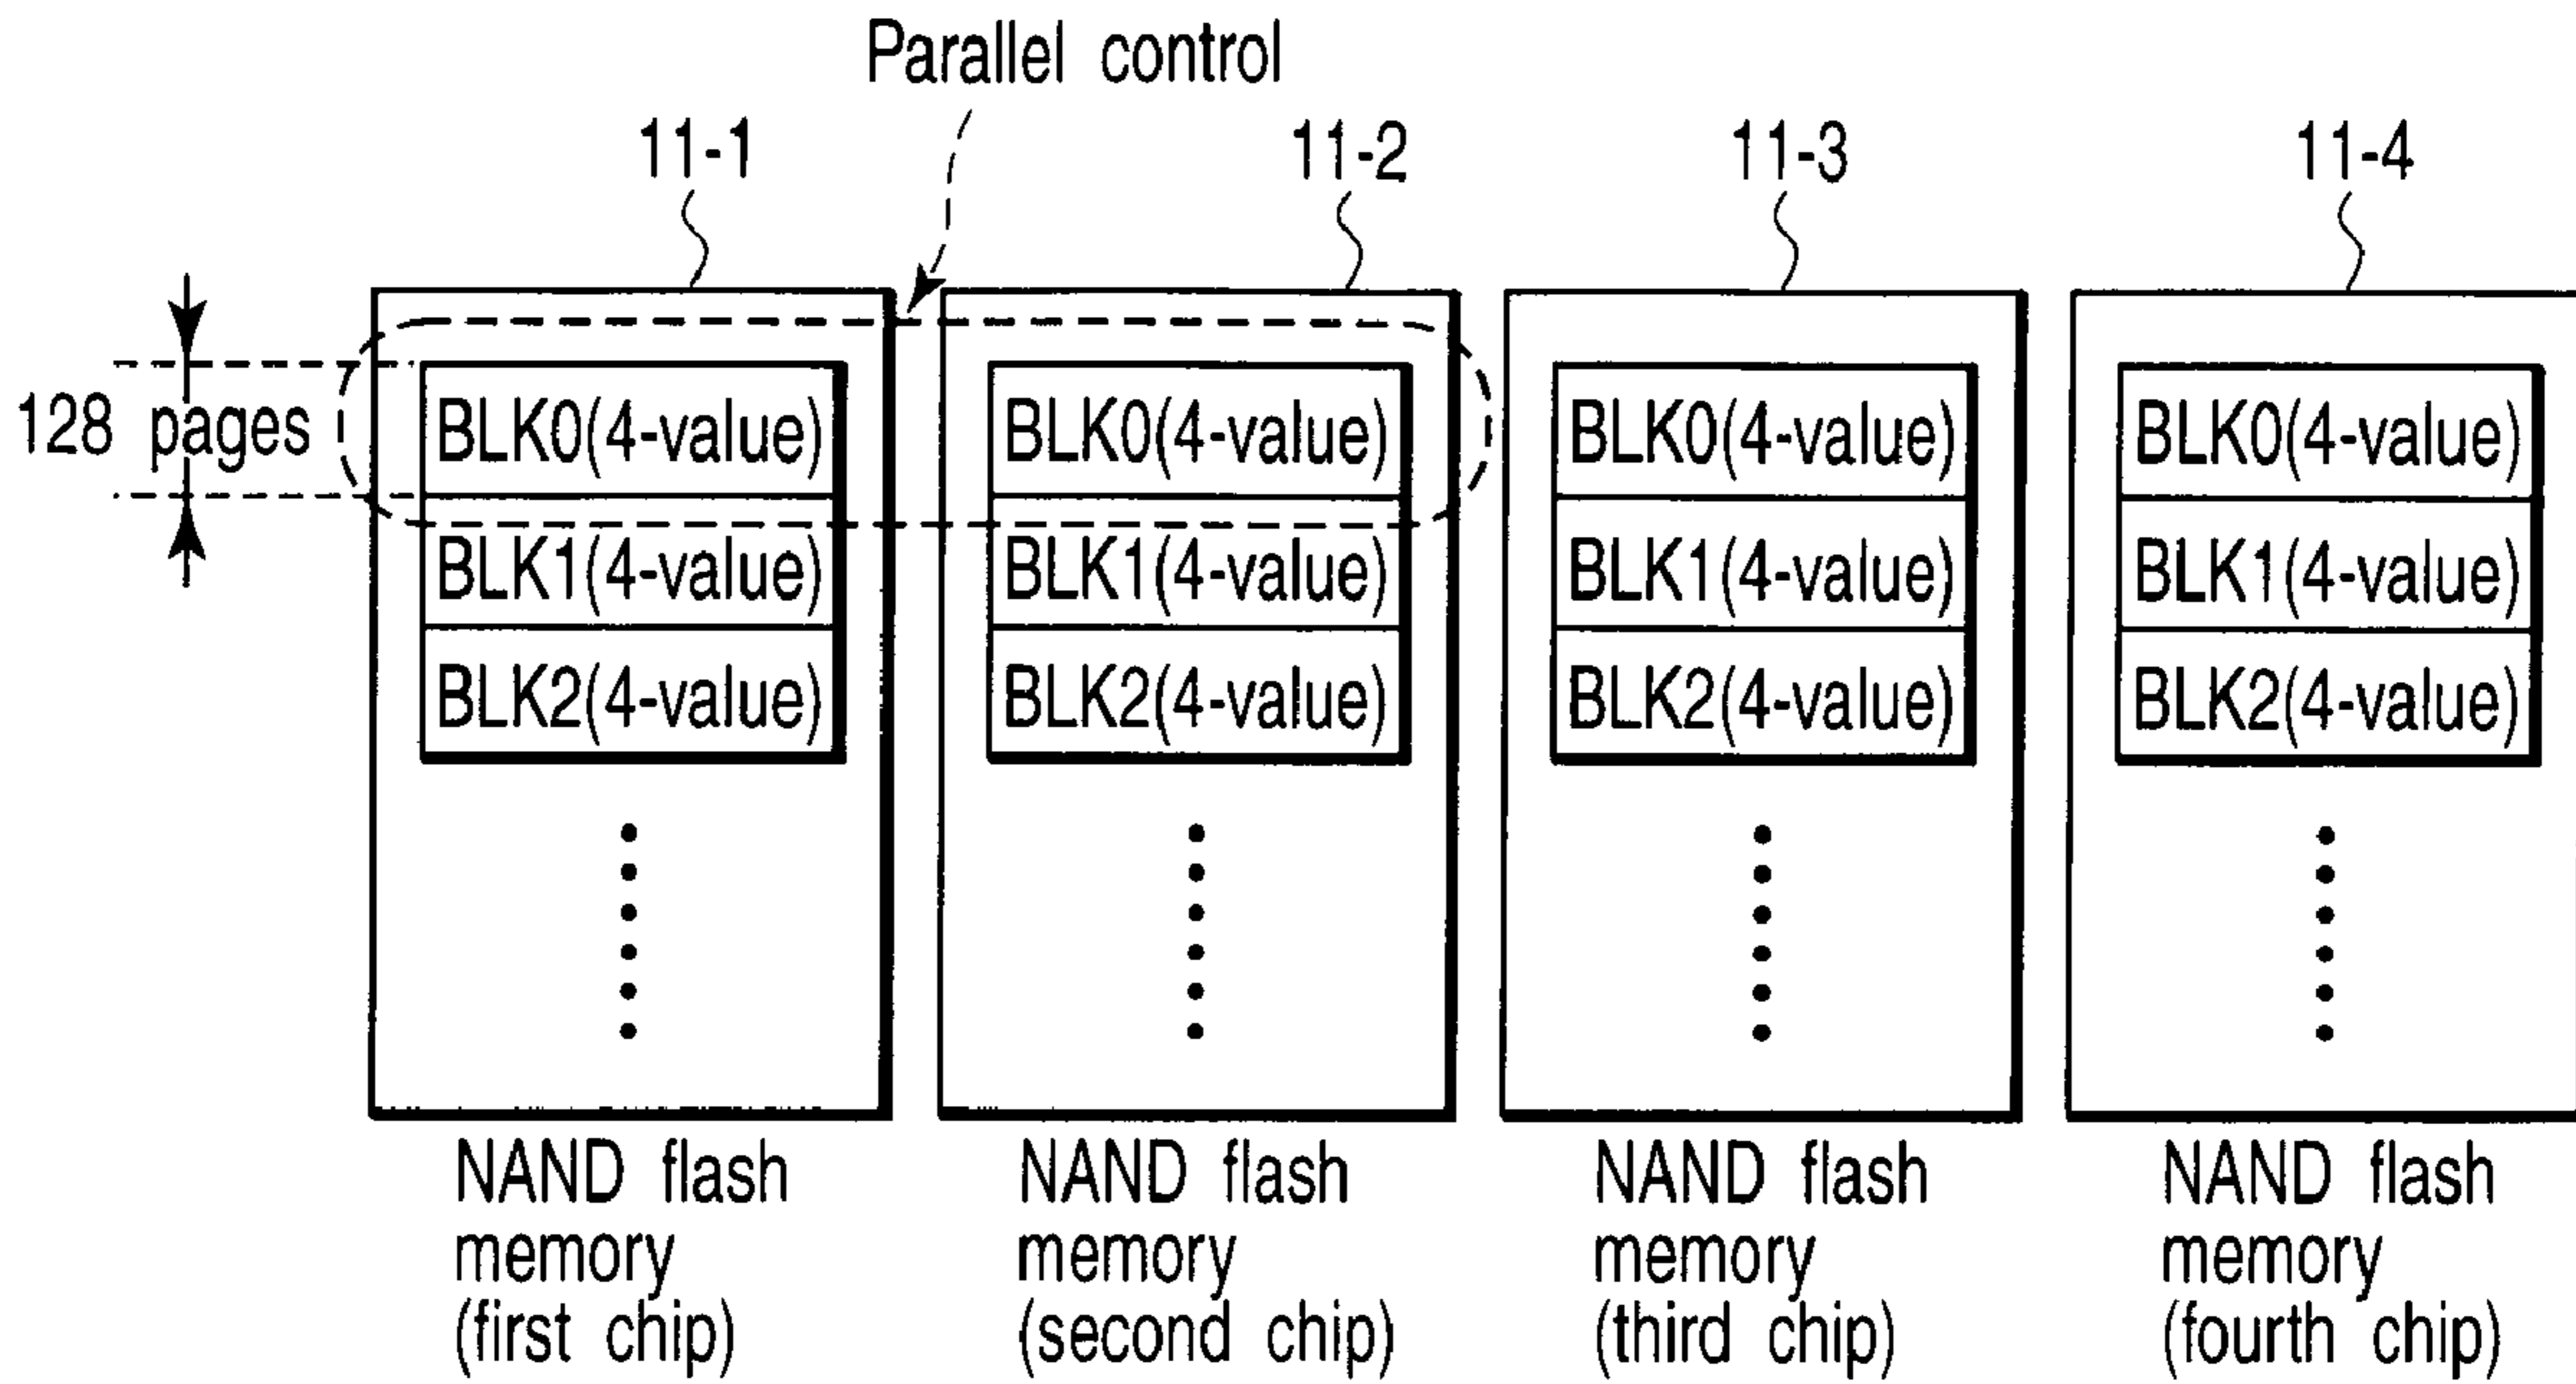 Parallel control
11-1
11-2
11-3
11-4
128 pages
BLK0(4-value)
BLK0(4-value)
BLK0(4-value)
BLK0(4-value)
BLK1(4-value)
BLK1(4-value)
BLK1(4-value)
BLK1(4-value)
BLK2(4-value)
BLK2(4-value)
BLK2(4-value)
BLK2(4-value)
NAND flash
memory
(first chip)
NAND flash
memory
(second chip)
NAND flash
memory
(third chip)
NAND flash
memory
(fourth chip)